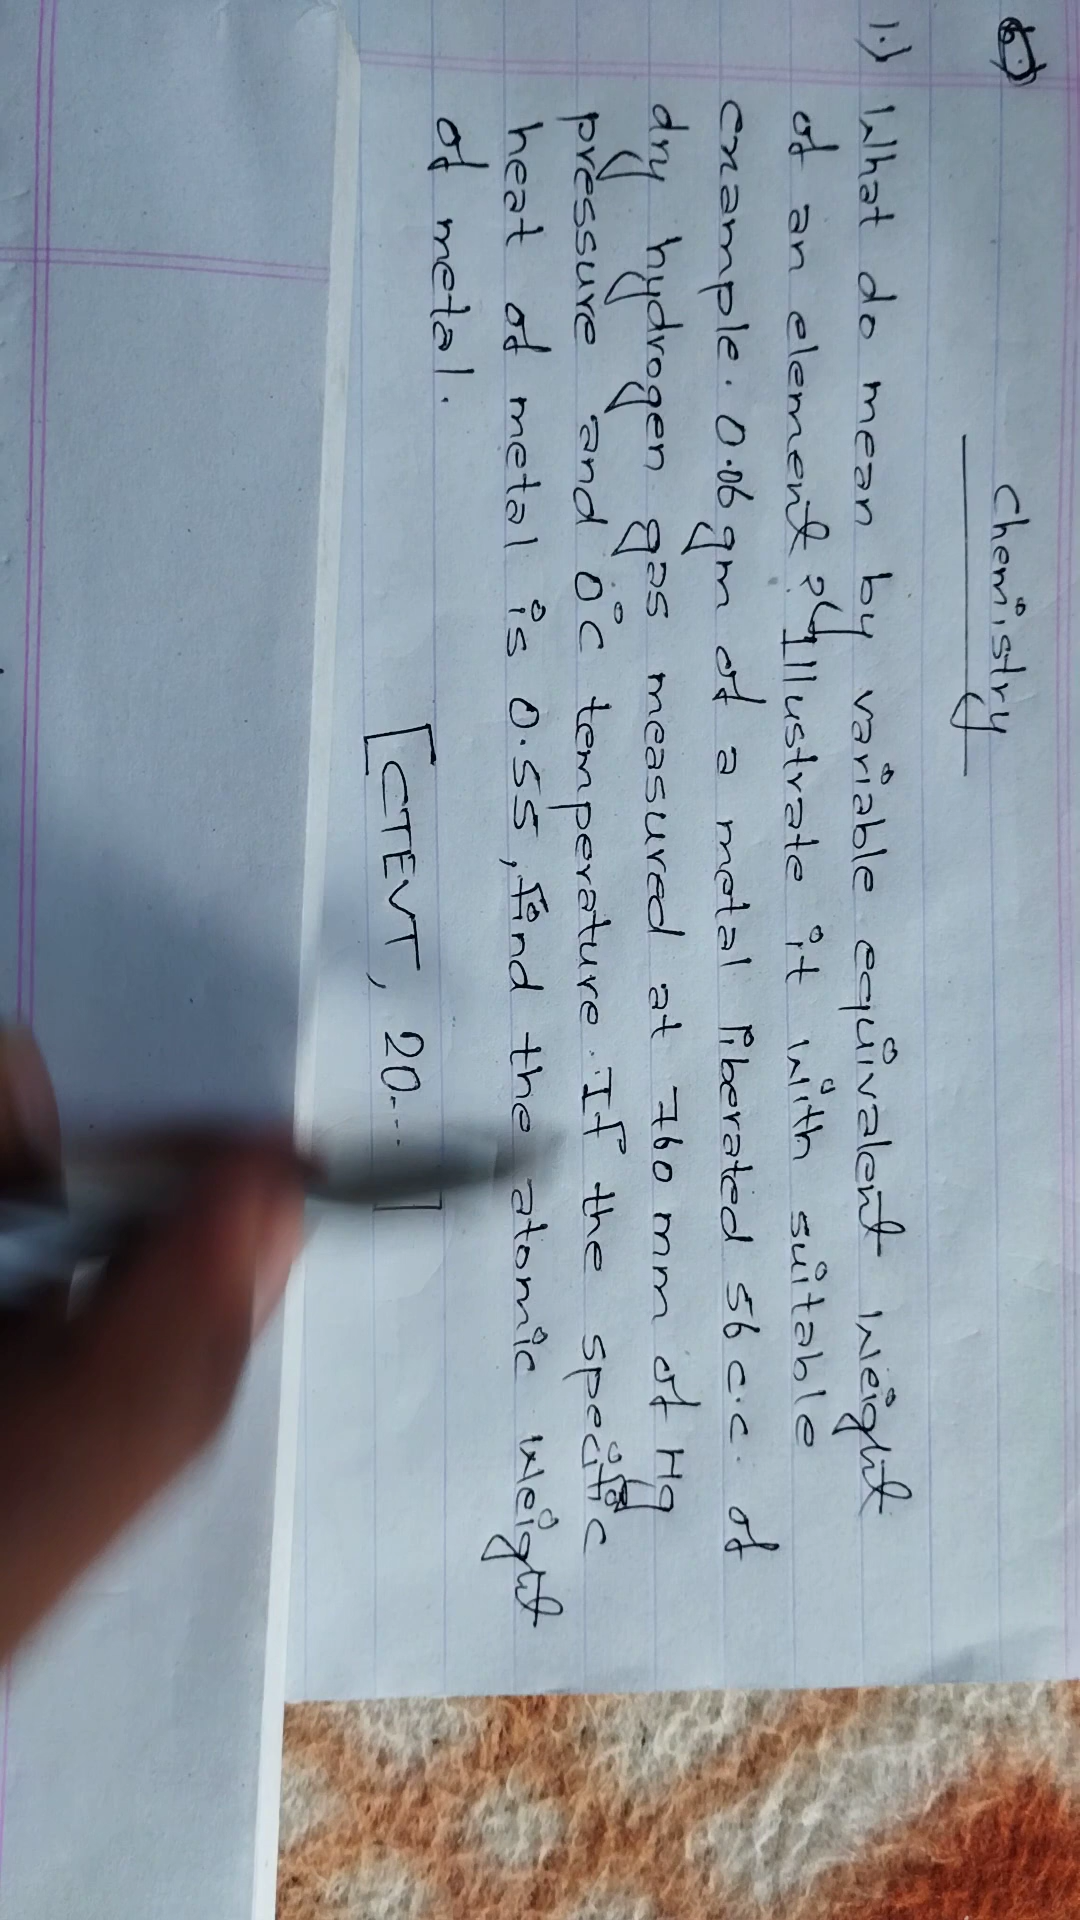 Chemistry
1.) What do mean by variable equivalent weight
of an element? Illustrate it with suitable
example. 0.06 gm of a metal liberated 56 c.c. of
dry hydrogen gas measured at 760 mm of Hg
pressure and 0°C temperature. If the specific
heat of metal is 0.55, find the atomic weight
of metal.
[CTEVT, 20... ]